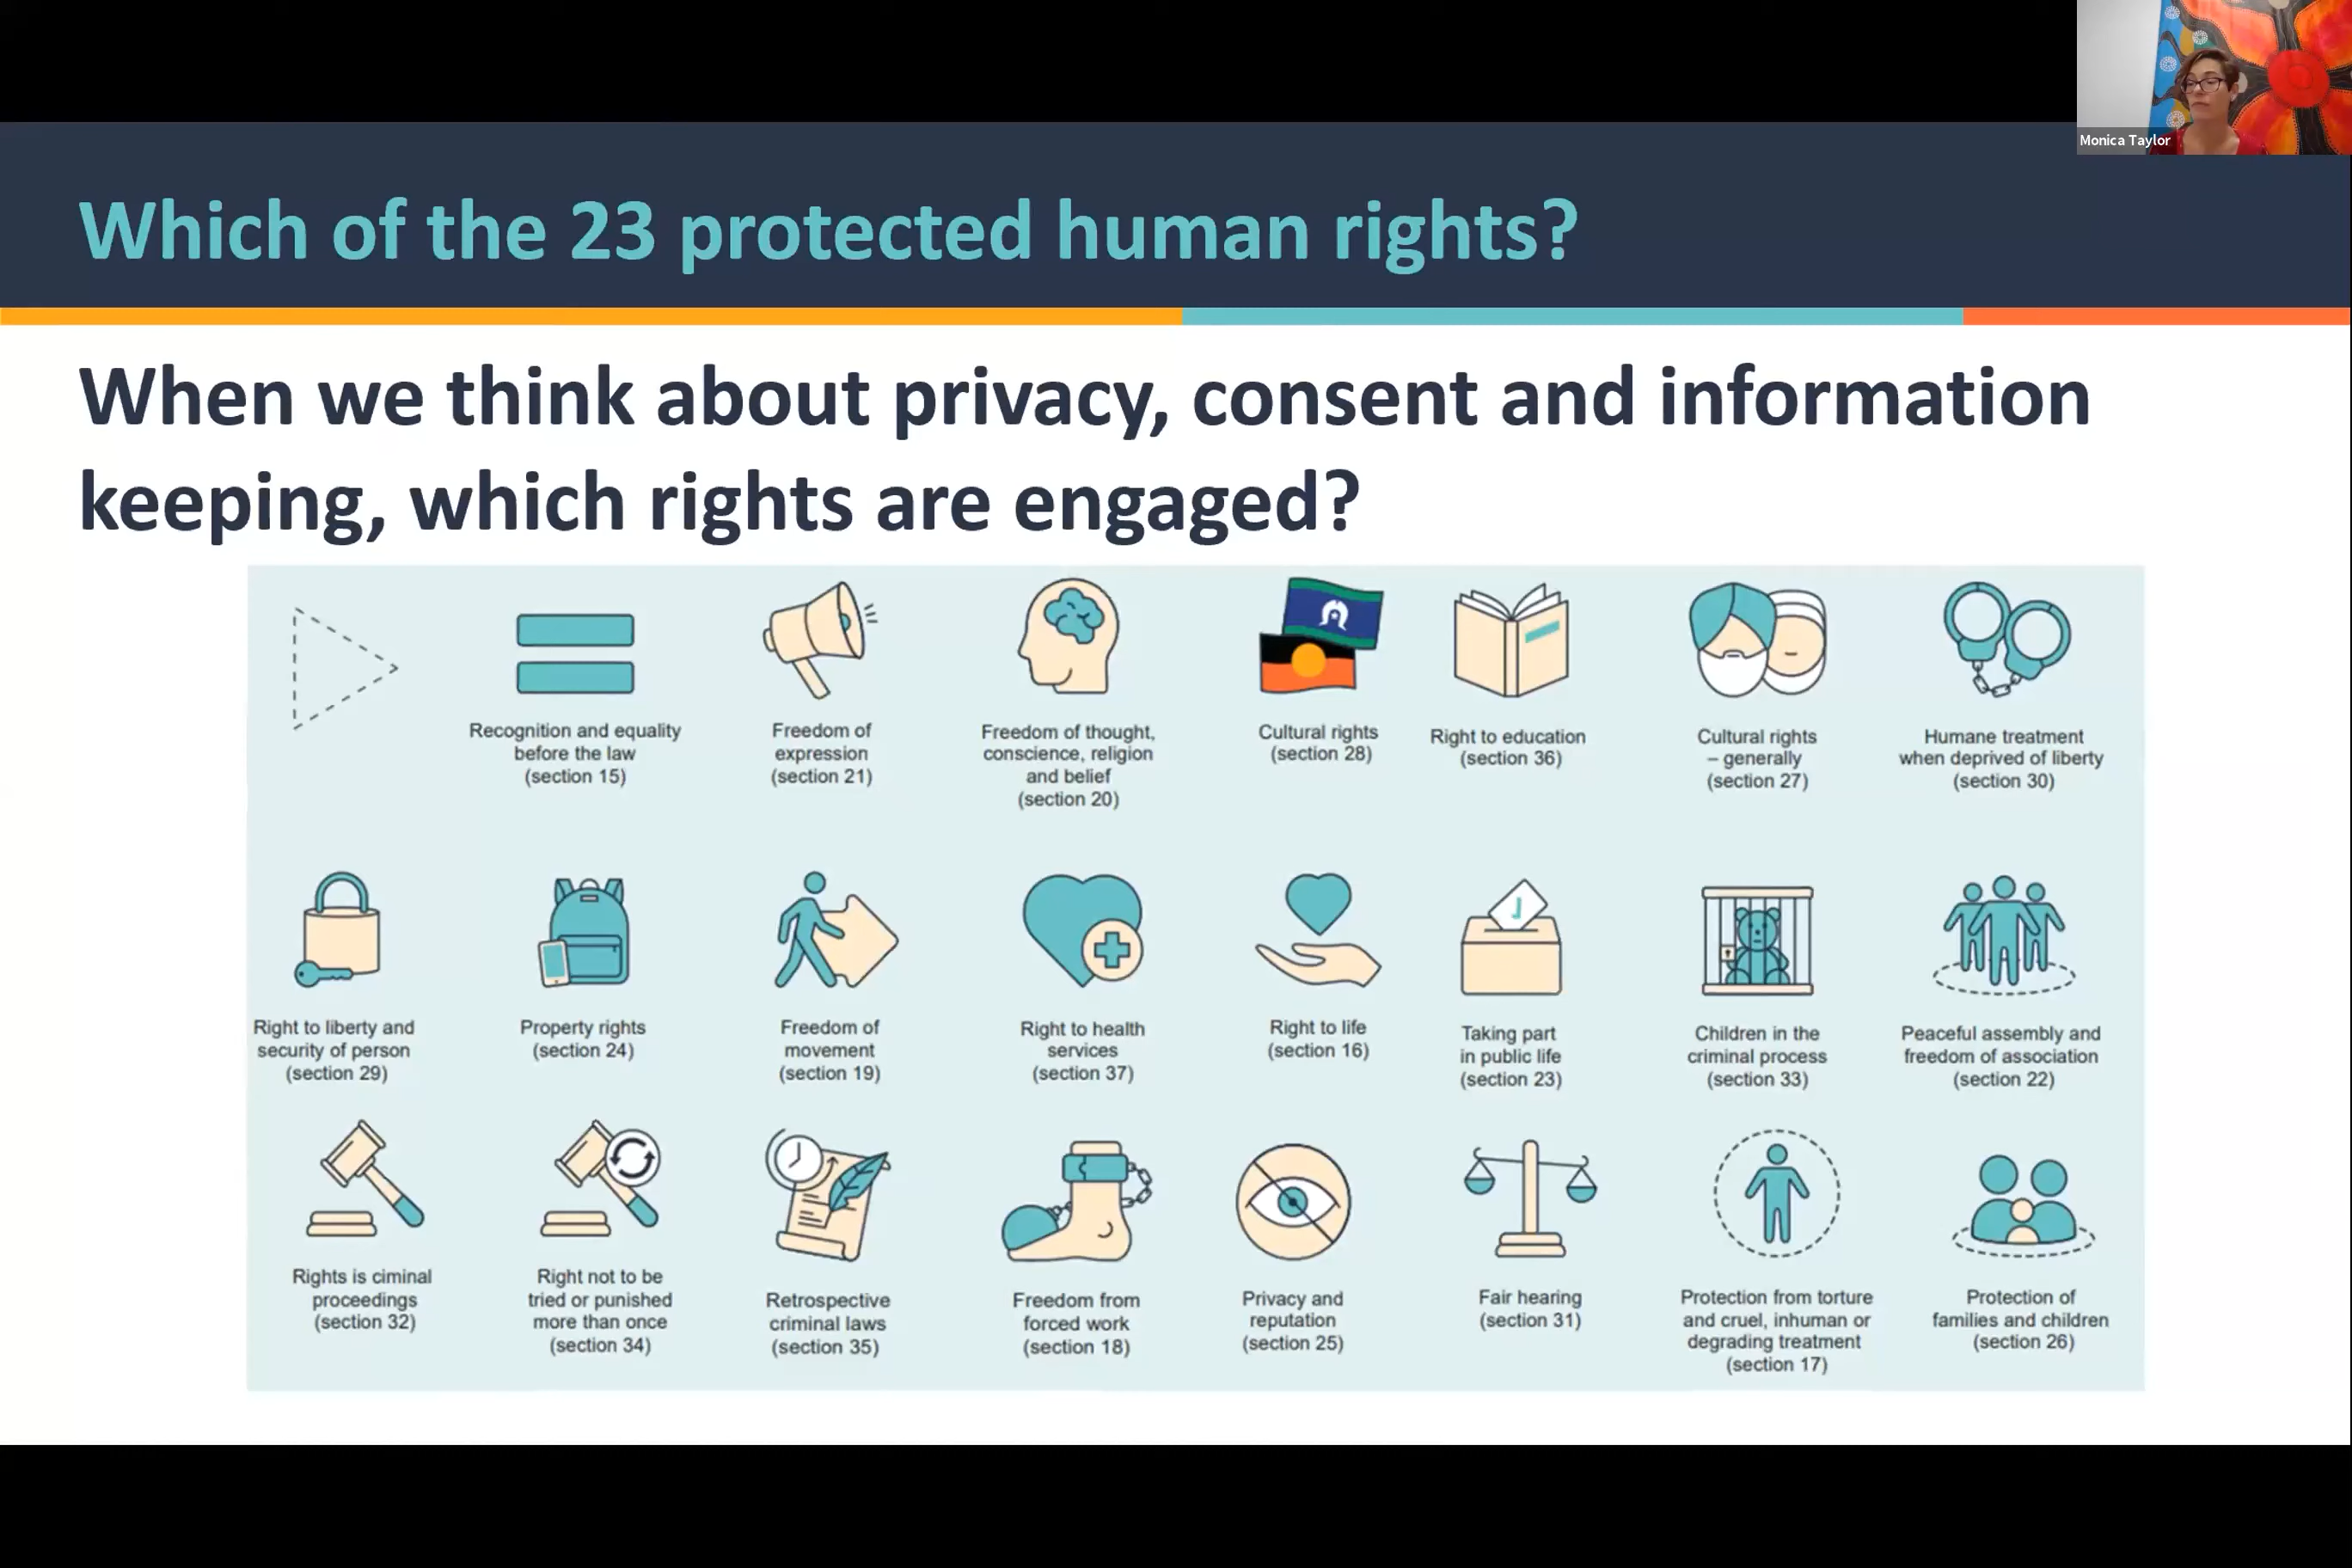 Monica Taylor
Which of the 23 protected human rights?
When we think about privacy, consent and information
keeping, which rights are engaged?
Recognition and equality
before the law
(section 15)
Freedom of
expression
(section 21)
Freedom of thought,
conscience, religion
and belief
(section 20)
Cultural rights
(section 28)
Right to education
(section 36)
Cultural rights
– generally
(section 27)
Humane treatment
when deprived of liberty
(section 30)
Right to liberty and
security of person
(section 29)
Property rights
(section 24)
Freedom of
movement
(section 19)
Right to health
services
(section 37)
Right to life
(section 16)
Taking part
in public life
(section 23)
Children in the
criminal process
(section 33)
Peaceful assembly and
freedom of association
(section 22)
Rights is ciminal
proceedings
(section 32)
Right not to be
tried or punished
more than once
(section 34)
Retrospective
criminal laws
(section 35)
Freedom from
forced work
(section 18)
Privacy and
reputation
(section 25)
Fair hearing
(section 31)
Protection from torture
and cruel, inhuman or
degrading treatment
(section 17)
Protection of
families and children
(section 26)